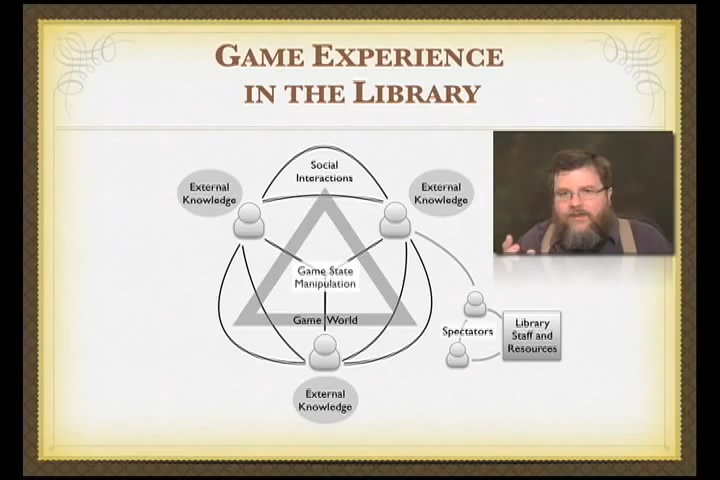 GAME EXPERIENCE
IN THE LIBRARY
Social
Interactions
External
Knowledge
External
Knowledge
Game State
Manipulation
Game World
Spectators
Library
Staff and
Resources
External
Knowledge